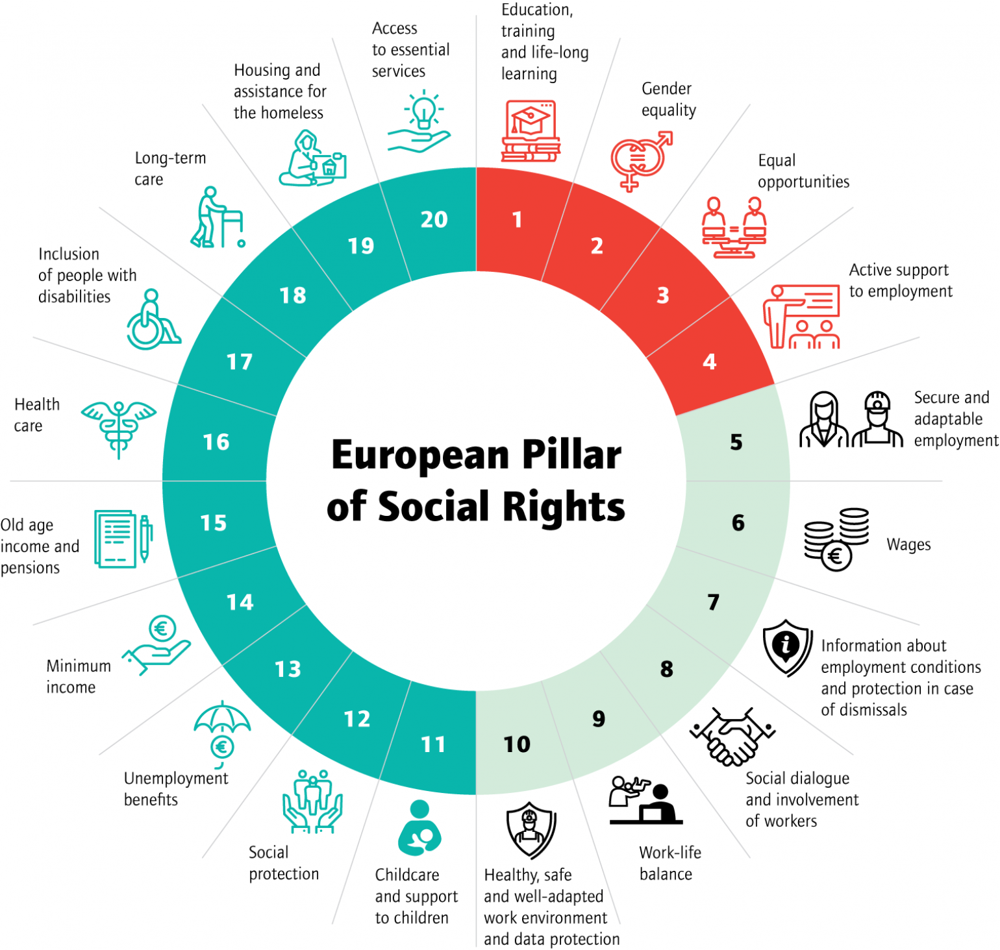 Education,
training
and life-long
learning
1
Gender
equality
2
Equal
opportunities
3
Active support
to employment
4
Secure and
adaptable
employment
5
Wages
€
6
Information about
employment conditions
and protection in case
of dismissals
i
7
Social dialogue
and involvement
of workers
8
Work-life
balance
9
Healthy, safe
and well-adapted
work environment
and data protection
10
Childcare
and support
to children
11
Social
protection
12
Unemployment
benefits
€
13
Minimum
income
€
14
Old age
income and
pensions
15
Health
care
16
Inclusion
of people with
disabilities
17
Long-term
care
18
Housing and
assistance for
the homeless
19
Access
to essential
services
20
European Pillar
of Social Rights